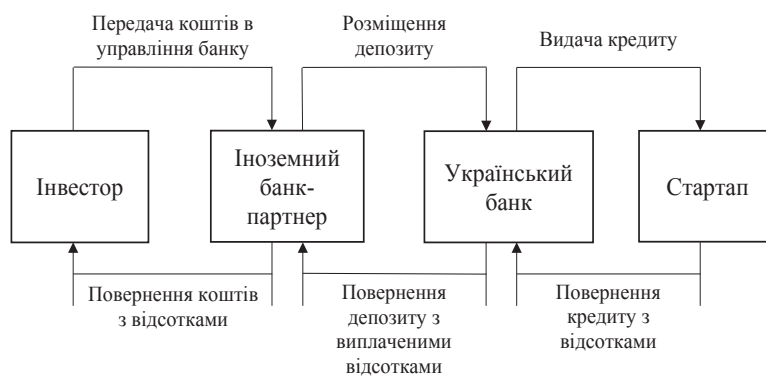 Передача коштів в
управління банку
Розміщення
депозиту
Видача кредиту
Інвестор
Іноземний
банк-
партнер
Український
банк
Стартап
Повернення коштів
з відсотками
Повернення
депозиту з
виплаченими
відсотками
Повернення
кредиту з
відсотками